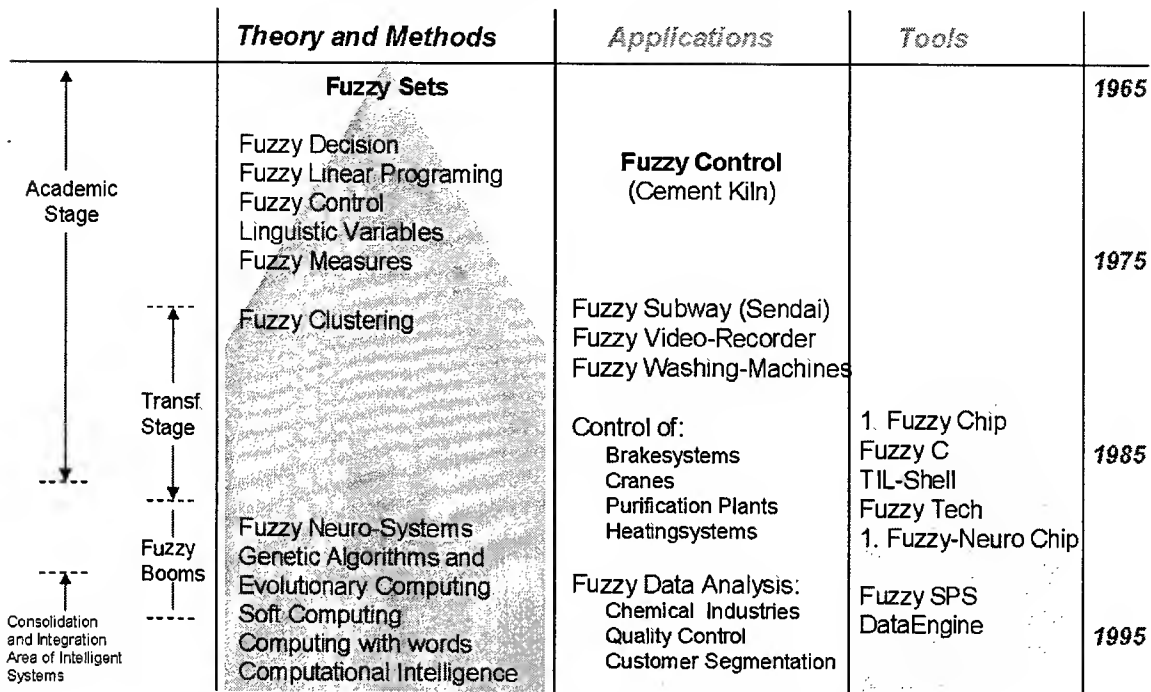 Theory and Methods
Applications
Tools
Fuzzy Sets
1965
Fuzzy Decision
Fuzzy Linear Programing
Fuzzy Control
Linguistic Variables
Fuzzy Measures
Fuzzy Control
(Cement Kiln)
Academic
Stage
1975
Fuzzy Clustering
Fuzzy Subway (Sendai)
Fuzzy Video-Recorder
Fuzzy Washing-Machines
Transf.
Stage
Control of:
Brakesystems
Cranes
Purification Plants
Heatingsystems
1. Fuzzy Chip
Fuzzy C
TIL-Shell
Fuzzy Tech
1. Fuzzy-Neuro Chip
1985
Fuzzy
Booms
Fuzzy Neuro-Systems
Genetic Algorithms and
Evolutionary Computing
Soft Computing
Computing with words
Computational Intelligence
Fuzzy Data Analysis:
Chemical Industries
Quality Control
Customer Segmentation
Fuzzy SPS
DataEngine
1995
Consolidation
and Integration
Area of Intelligent
Systems